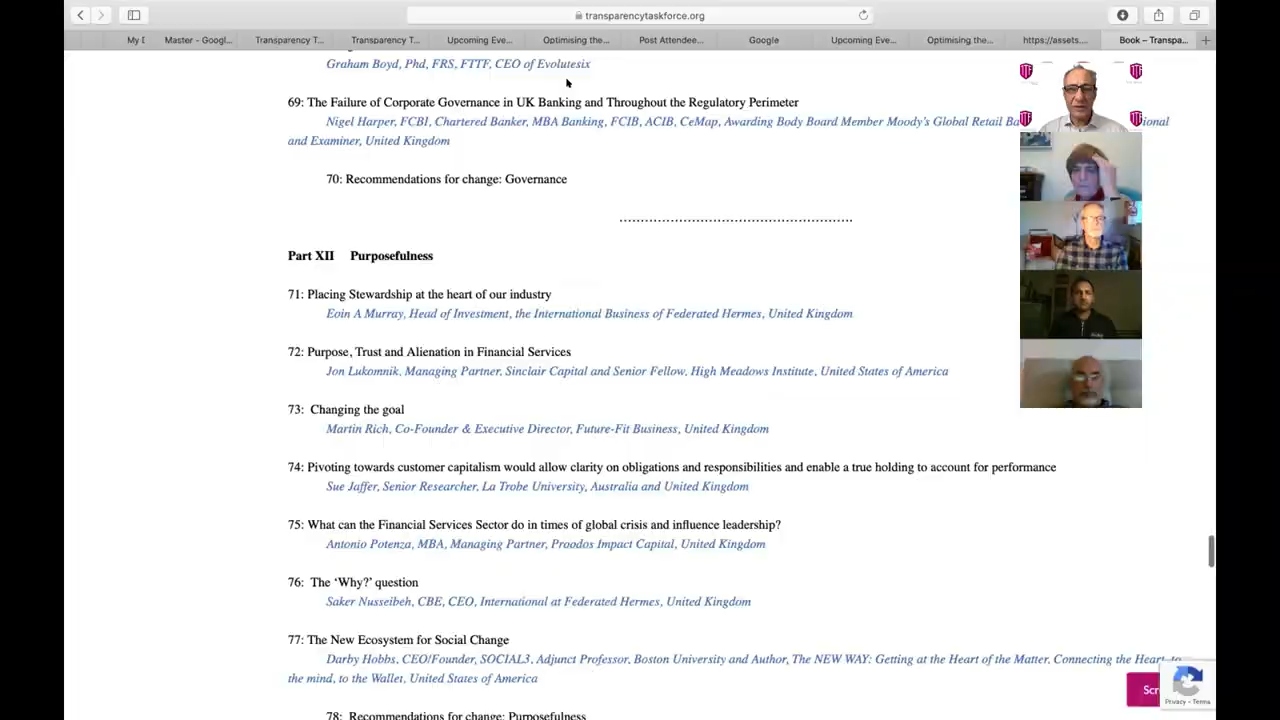 transparencytaskforce.org
My D
Master - Googl...
Transparency T...
Transparency T...
Upcoming Eve...
Optimising the...
Post Attendee...
Google
Upcoming Eve...
Optimising the...
https://assets....
Book – Transpa...
Graham Boyd, Phd, FRS, FTTF, CEO of Evolutesix
69: The Failure of Corporate Governance in UK Banking and Throughout the Regulatory Perimeter
Nigel Harper, FCBI, Chartered Banker, MBA Banking, FCIB, ACIB, CeMap, Awarding Body Board Member Moody's Global Retail Ba
and Examiner, United Kingdom
70: Recommendations for change: Governance
Part XII Purposefulness
71: Placing Stewardship at the heart of our industry
Eoin A Murray, Head of Investment, the International Business of Federated Hermes, United Kingdom
72: Purpose, Trust and Alienation in Financial Services
Jon Lukomnik, Managing Partner, Sinclair Capital and Senior Fellow, High Meadows Institute, United States of America
73: Changing the goal
Martin Rich, Co-Founder & Executive Director, Future-Fit Business, United Kingdom
74: Pivoting towards customer capitalism would allow clarity on obligations and responsibilities and enable a true holding to account for performance
Sue Jaffer, Senior Researcher, La Trobe University, Australia and United Kingdom
75: What can the Financial Services Sector do in times of global crisis and influence leadership?
Antonio Potenza, MBA, Managing Partner, Proodos Impact Capital, United Kingdom
76: The 'Why?' question
Saker Nusseibeh, CBE, CEO, International at Federated Hermes, United Kingdom
77: The New Ecosystem for Social Change
Darby Hobbs, CEO/Founder, SOCIAL3, Adjunct Professor, Boston University and Author, The NEW WAY: Getting at the Heart of the Matter, Connecting the Heart, to
the mind, to the Wallet, United States of America
Scr
Privacy - Terms
78: Recommendations for change: Purposefulness